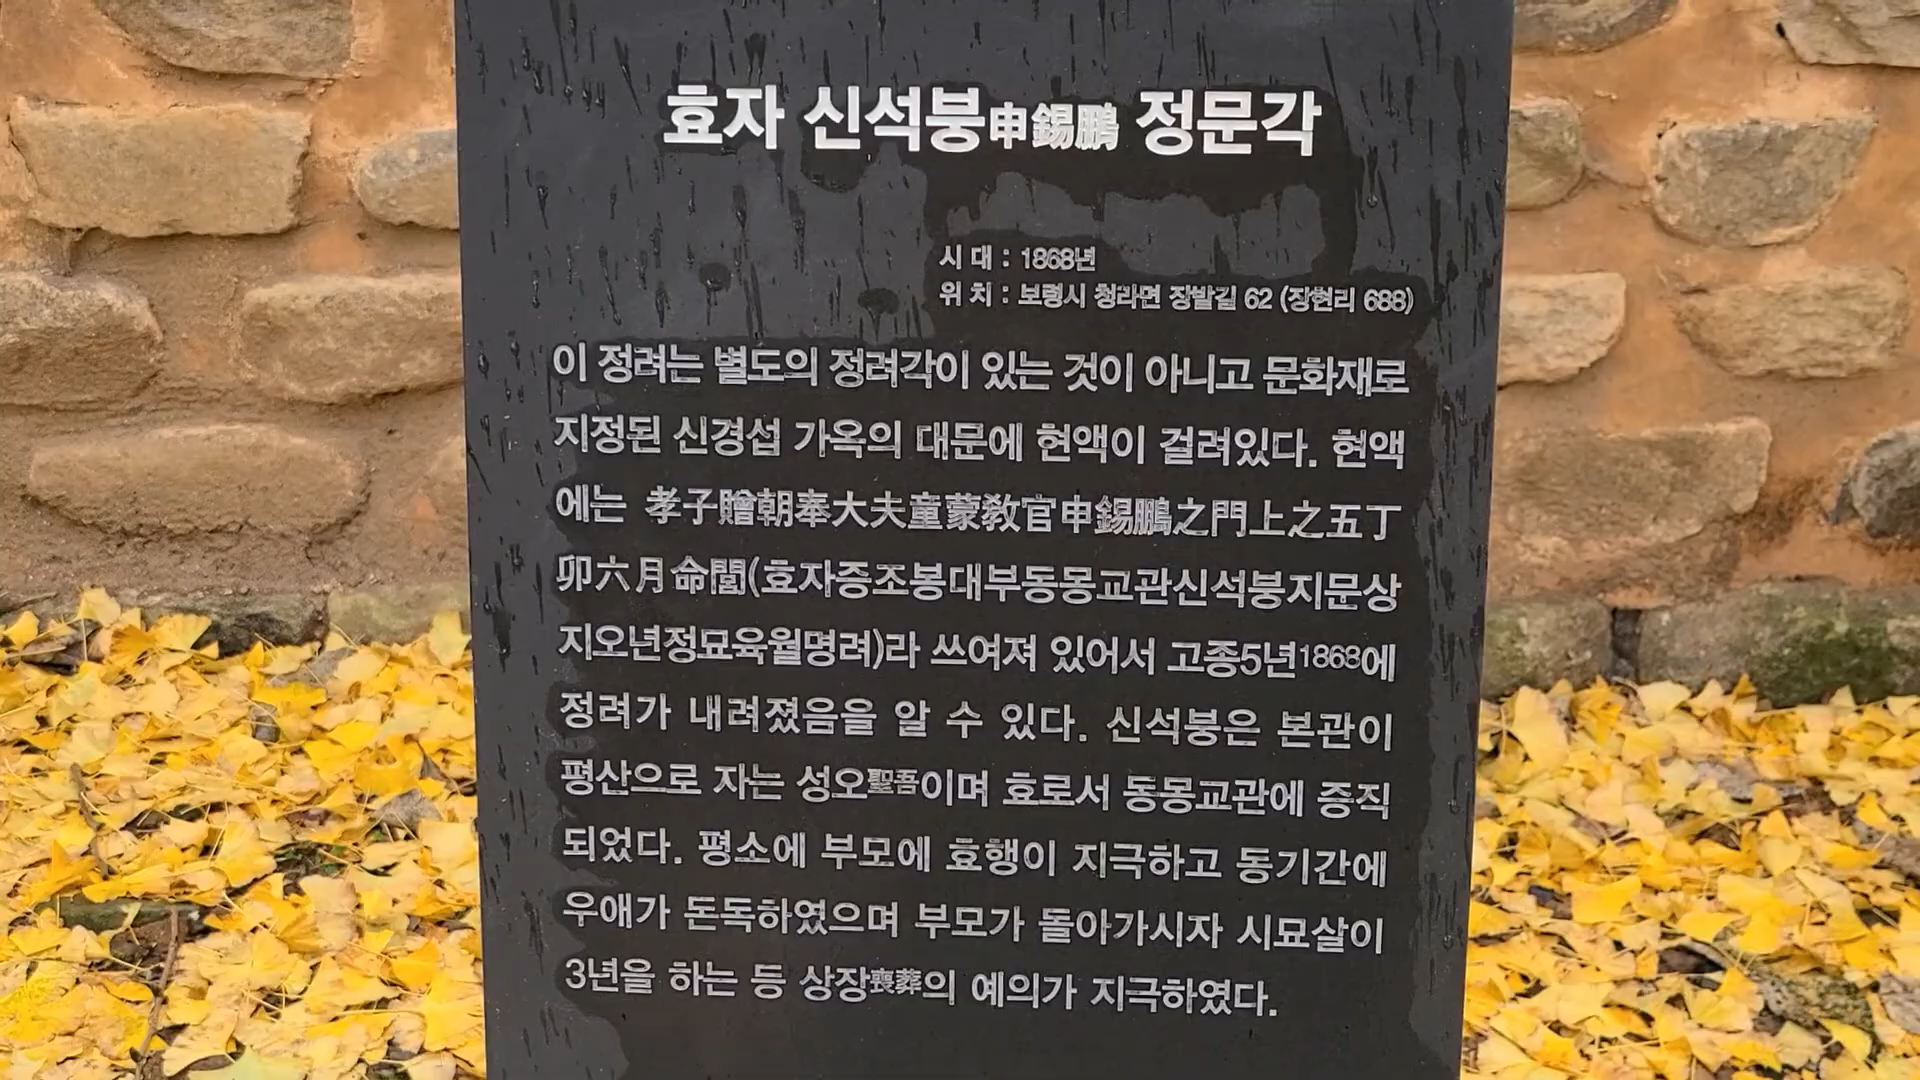 효자 신석붕申錫鵬 정문각
시 대 : 1868년
위 치 : 보령시 청라면 장밭길 62 (장현리 688)
이 정려는 별도의 정려각이 있는 것이 아니고 문화재로
지정된 신경섭 가옥의 대문에 현액이 걸려있다. 현액
에는 孝子贈朝奉大夫童蒙敎官申錫鵬之門上之五丁
卯六月命閭(효자증조봉대부동몽교관신석붕지문상
지오년정묘육월명려)라 쓰여져 있어서 고종5년1868에
정려가 내려졌음을 알 수 있다. 신석붕은 본관이
평산으로 자는 성오聖吾이며 효로서 동몽교관에 증직
되었다. 평소에 부모에 효행이 지극하고 동기간에
우애가 돈독하였으며 부모가 돌아가시자 시묘살이
3년을 하는 등 상장喪葬의 예의가 지극하였다.